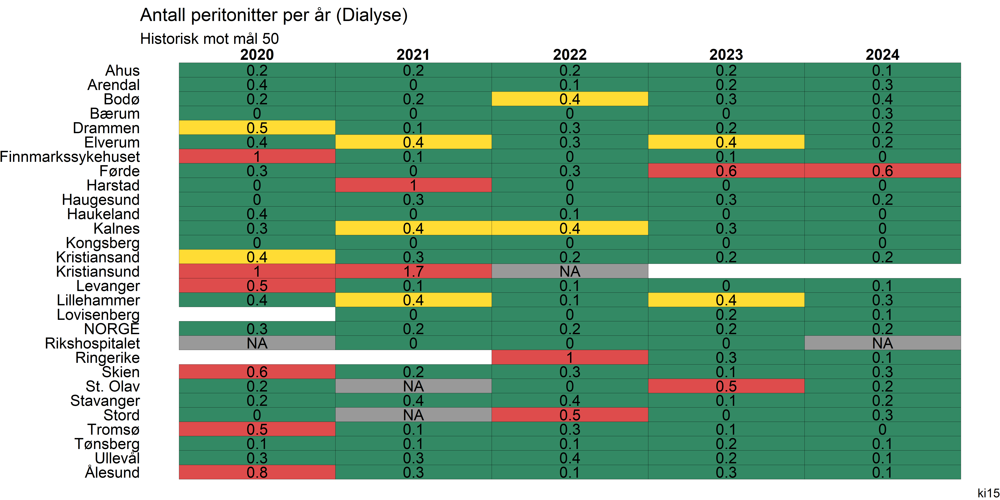 Antall peritonitter per år (Dialyse)
Historisk mot mål 50
2020 2021 2022 2023 2024
Ahus 0.2 0.2 0.2 0.2 0.1
Arendal 0.4 0 0.1 0.2 0.3
Bodø 0.2 0.2 0.4 0.3 0.4
Bærum 0 0 0 0 0.3
Drammen 0.5 0.1 0.3 0.2 0.2
Elverum 0.4 0.4 0.3 0.4 0.2
Finnmarkssykehuset 1 0.1 0 0.1 0
Førde 0.3 0 0.3 0.6 0.6
Harstad 0 1 0 0 0
Haugesund 0 0.3 0 0.3 0.2
Haukeland 0.4 0 0.1 0 0
Kalnes 0.3 0.4 0.4 0.3 0
Kongsberg 0 0 0 0 0
Kristiansand 0.4 0.3 0.2 0.2 0.2
Kristiansund 1 1.7 NA
Levanger 0.5 0.1 0.1 0 0.1
Lillehammer 0.4 0.4 0.1 0.4 0.3
Lovisenberg 0 0 0.2 0.1
NORGE 0.3 0.2 0.2 0.2 0.2
Rikshospitalet NA 0 0 0 NA
Ringerike 1 0.3 0.1
Skien 0.6 0.2 0.3 0.1 0.3
St. Olav 0.2 NA 0 0.5 0.2
Stavanger 0.2 0.4 0.4 0.1 0.2
Stord 0 NA 0.5 0 0.3
Tromsø 0.5 0.1 0.3 0.1 0
Tønsberg 0.1 0.1 0.1 0.2 0.1
Ullevål 0.3 0.3 0.4 0.2 0.1
Ålesund 0.8 0.3 0.1 0.3 0.1
ki15